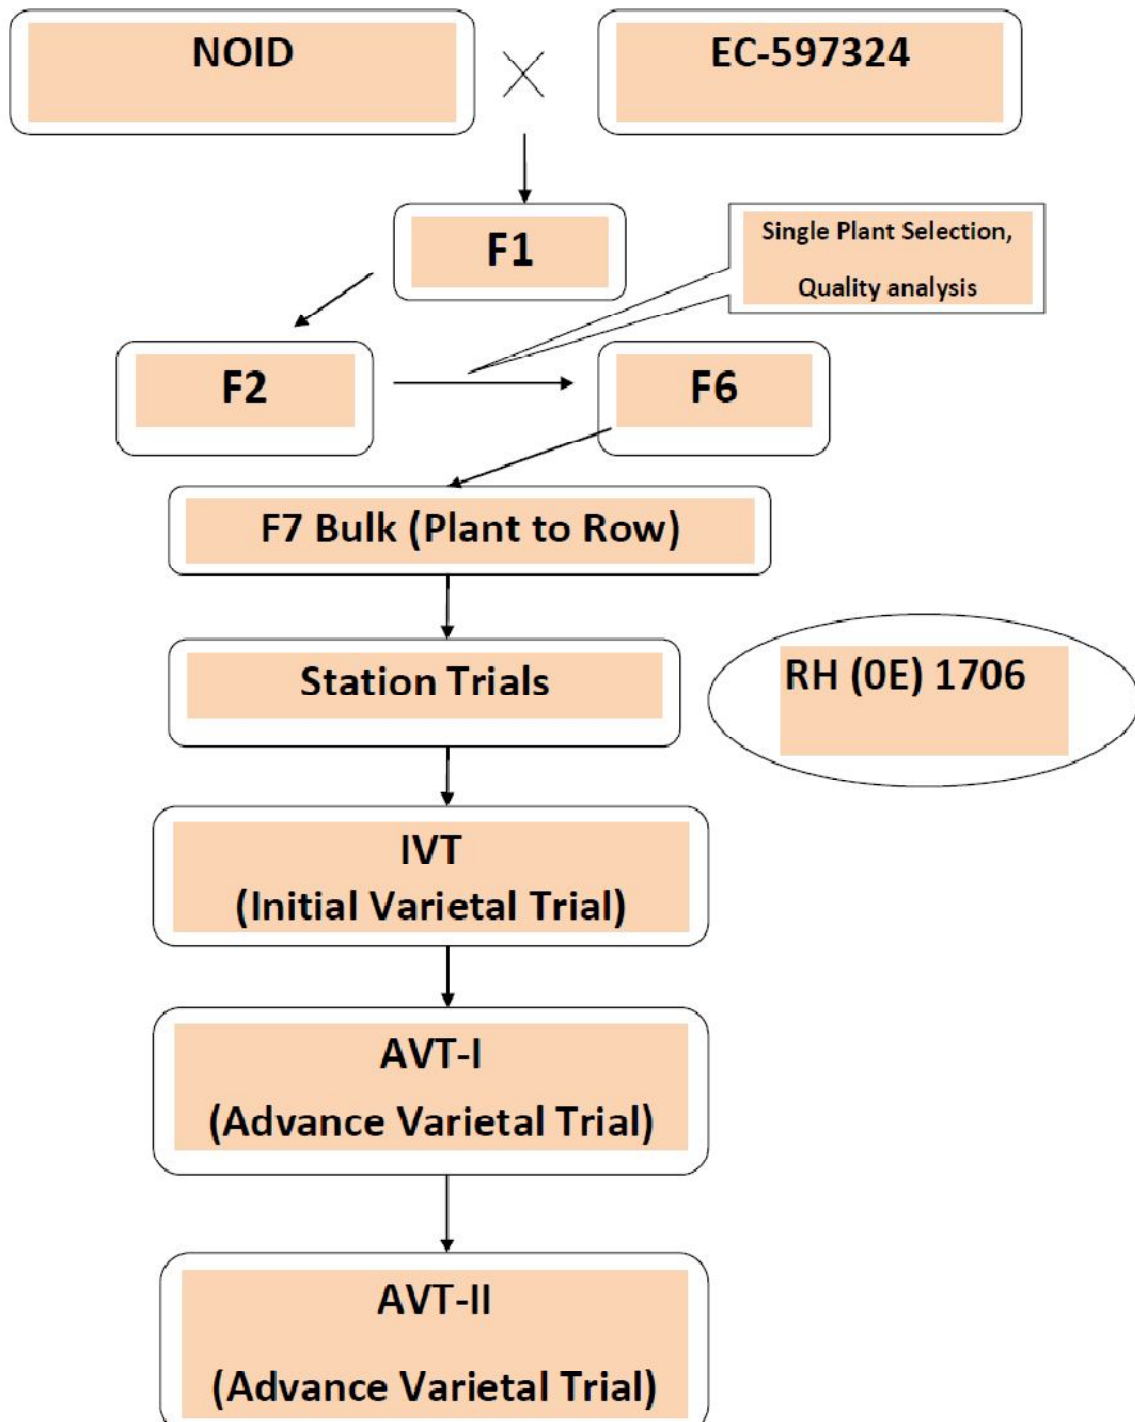 NOID
EC-597324
F1
Single Plant Selection,
Quality analysis
F2
F6
F7 Bulk (Plant to Row)
Station Trials
RH (0E) 1706
IVT
(Initial Varietal Trial)
AVT-I
(Advance Varietal Trial)
AVT-II
(Advance Varietal Trial)